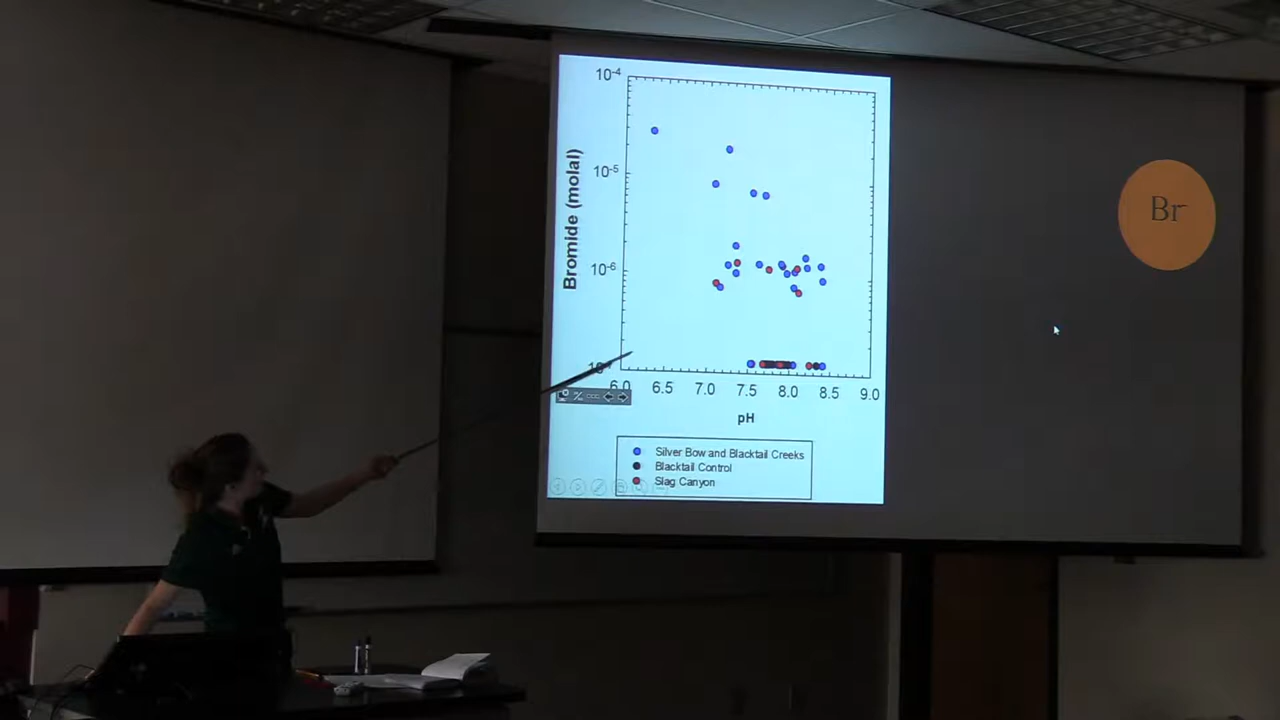 10-4
10-5
10-6
Bromide (molal)
6.0 6.5 7.0 7.5 8.0 8.5 9.0
pH
Silver Bow and Blacktail Creeks
Blacktail Control
Slag Canyon
Br-